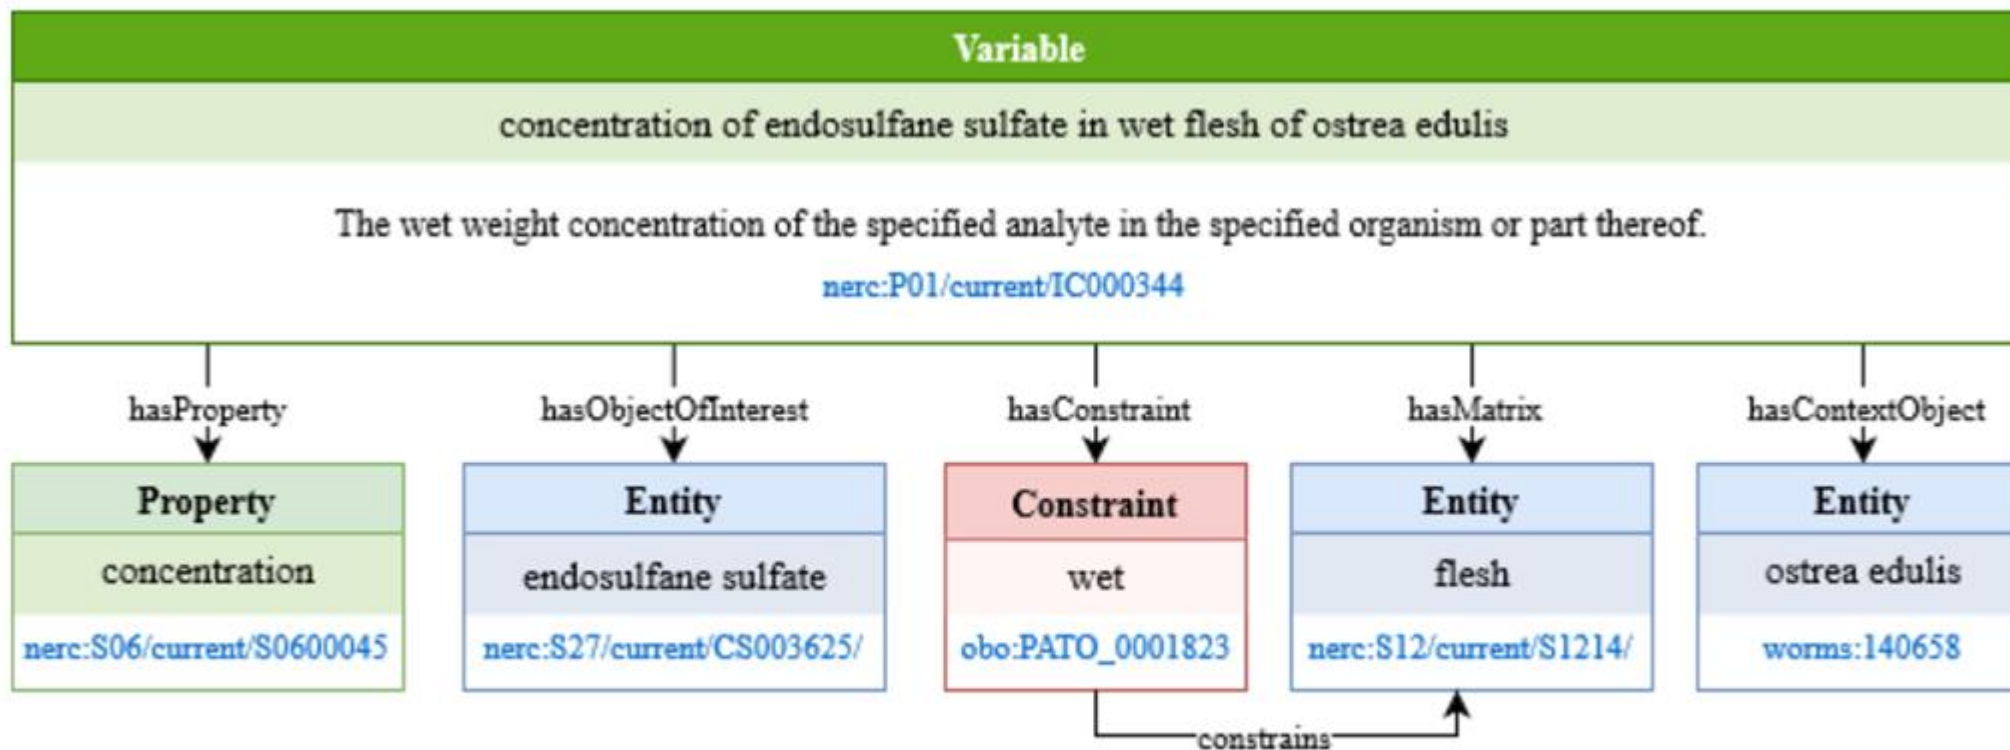 Variable
concentration of endosulfane sulfate in wet flesh of ostrea edulis
The wet weight concentration of the specified analyte in the specified organism or part thereof.
nerc:P01/current/IC000344
hasProperty
hasObjectOfInterest
hasConstraint
hasMatrix
hasContextObject
Property
concentration
nerc:S06/current/S0600045
Entity
endosulfane sulfate
nerc:S27/current/CS003625/
Constraint
wet
obo:PATO_0001823
Entity
flesh
nerc:S12/current/S1214/
Entity
ostrea edulis
worms:140658
constrains